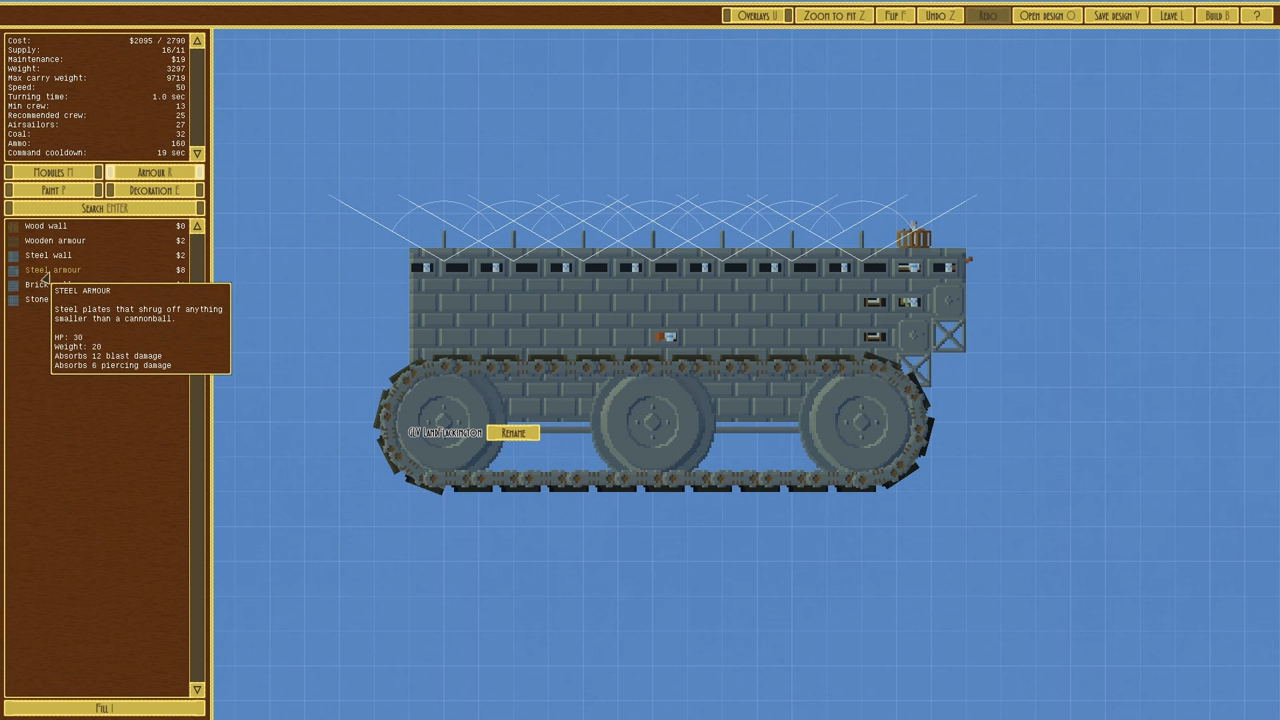 Overlays U
Zoom to fit Z
Flip F
Undo Z
Redo
Open design O
Save design V
Leave L
Build B
?
Cost: $2095 / 2790
Supply: 16/11
Maintenance: $19
Weight: 3297
Max carry weight: 9719
Speed: 50
Turning time: 1.0 sec
Min crew: 13
Recommended crew: 25
Airsailors: 27
Coal: 32
Ammo: 160
Command cooldown: 19 sec
Modules M
Armour R
Paint P
Decoration E
Search ENTER
Wood wall $0
Wooden armour $2
Steel wall $2
Steel armour $8
Brick
Stone
STEEL ARMOUR
Steel plates that shrug off anything
smaller than a cannonball.
HP: 30
Weight: 20
Absorbs 12 blast damage
Absorbs 6 piercing damage
Rename
Fill I